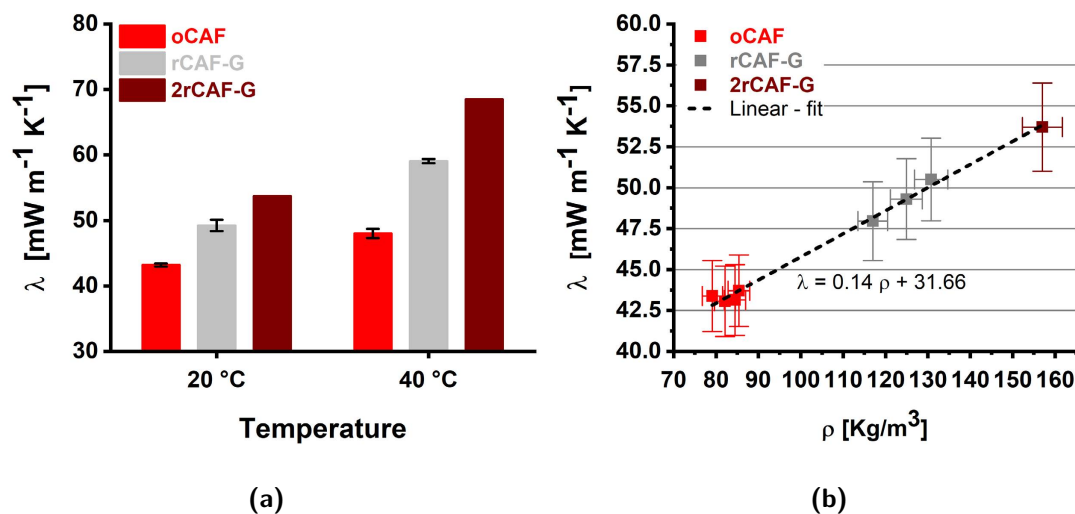 80
70
60
50
40
30
λ [mW m⁻¹ K⁻¹]
oCAF
rCAF-G
2rCAF-G
20 °C
40 °C
Temperature
(a)
60.0
57.5
55.0
52.5
50.0
47.5
45.0
42.5
40.0
λ [mW m⁻¹ K⁻¹]
oCAF
rCAF-G
2rCAF-G
Linear - fit
λ = 0.14 ρ + 31.66
70 80 90 100 110 120 130 140 150 160
ρ [Kg/m³]
(b)